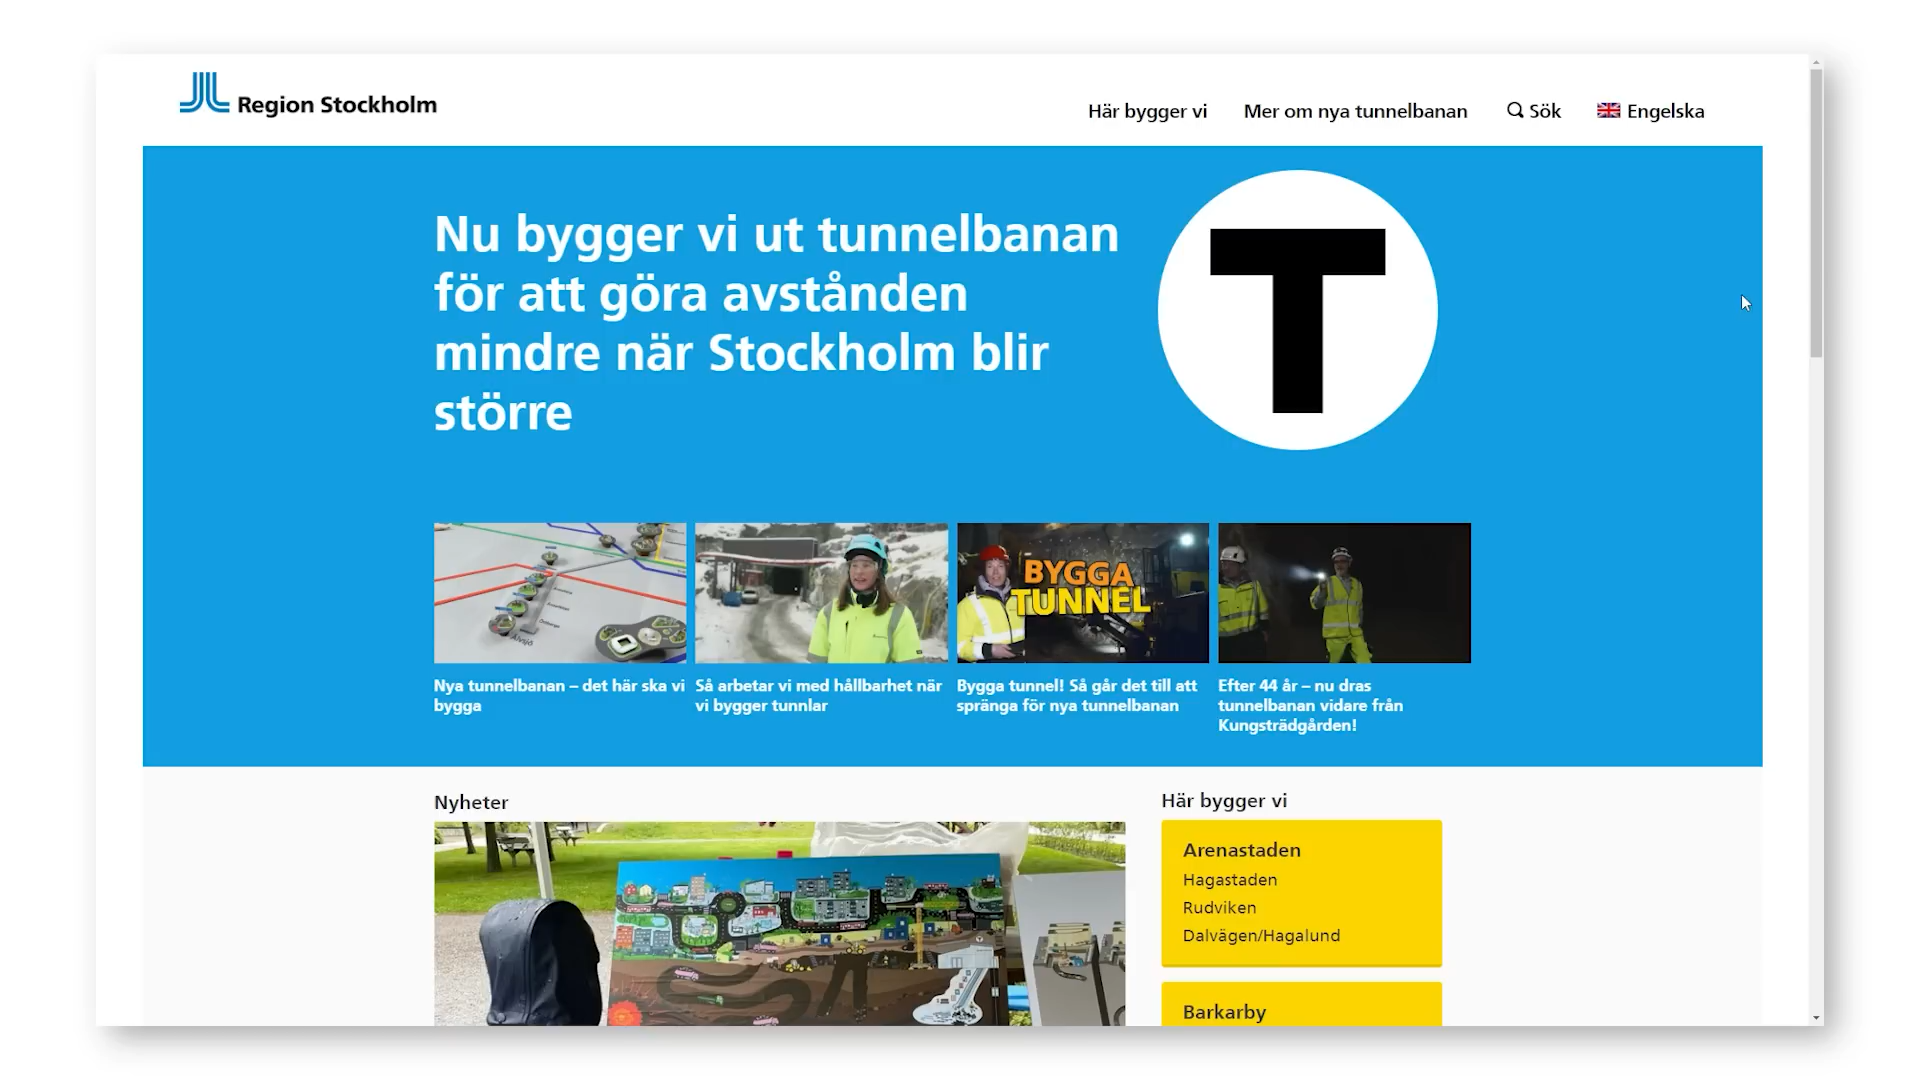 Region Stockholm
Här bygger vi
Mer om nya tunnelbanan
Sök
Engelska
Nu bygger vi ut tunnelbanan
för att göra avstånden
mindre när Stockholm blir
större
T
Älvsjö
BYGGA
TUNNEL
Nya tunnelbanan – det här ska vi
bygga
Så arbetar vi med hållbarhet när
vi bygger tunnlar
Bygga tunnel! Så går det till att
spränga för nya tunnelbanan
Efter 44 år – nu dras
tunnelbanan vidare från
Kungsträdgården!
Nyheter
Här bygger vi
Arenastaden
Hagastaden
Rudviken
Dalvägen/Hagalund
Barkarby